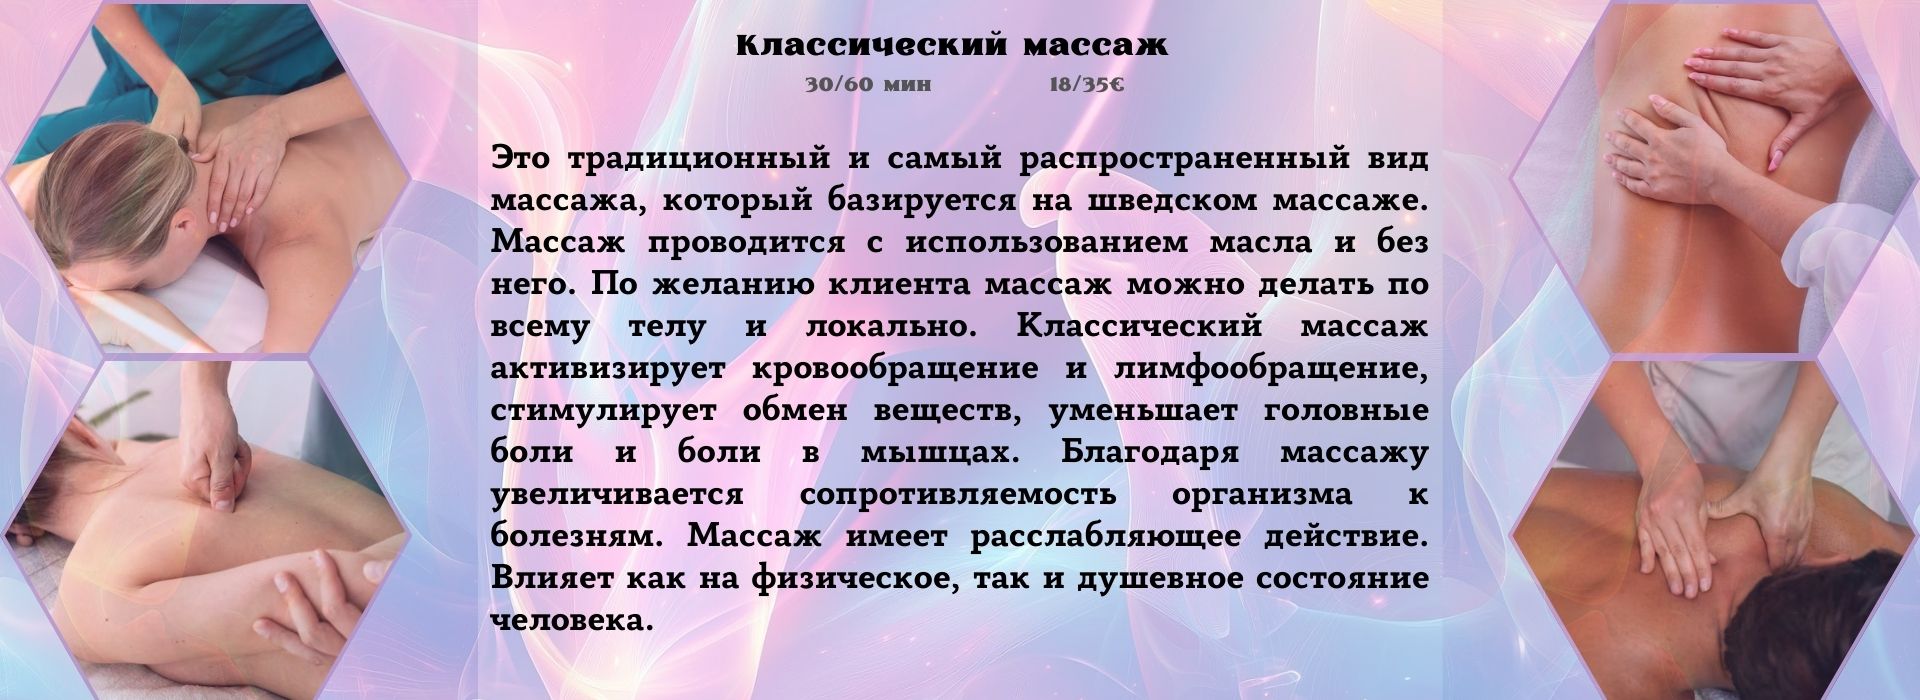 Классический массаж
30/60 мин 18/35€
Это традиционный и самый распространенный вид
массажа, который базируется на шведском массаже.
Массаж проводится с использованием масла и без
него. По желанию клиента массаж можно делать по
всему телу и локально. Классический массаж
активизирует кровообращение и лимфообращение,
стимулирует обмен веществ, уменьшает головные
боли и боли в мышцах. Благодаря массажу
увеличивается сопротивляемость организма к
болезням. Массаж имеет расслабляющее действие.
Влияет как на физическое, так и душевное состояние
человека.